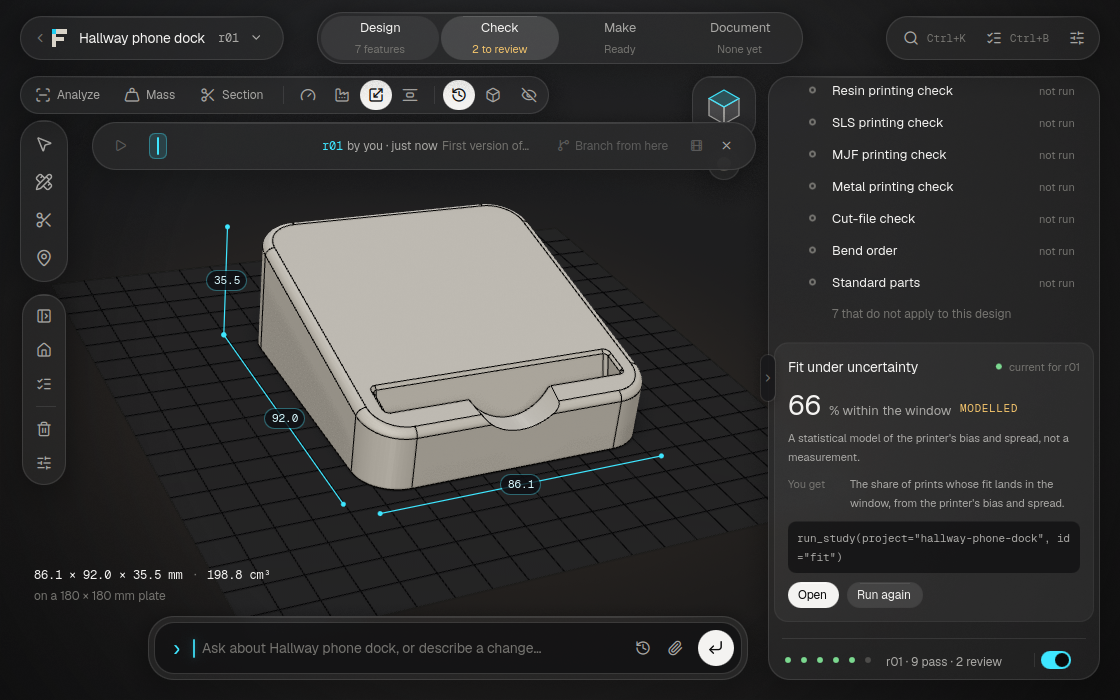 Hallway phone dock r01
Design
7 features
Check
2 to review
Make
Ready
Document
None yet
Ctrl+K
Ctrl+B
Analyze
Mass
Section
r01 by you · just now First version of…
Branch from here
35.5
92.0
86.1
86.1 × 92.0 × 35.5 mm · 198.8 cm³
on a 180 × 180 mm plate
Ask about Hallway phone dock, or describe a change…
Resin printing check not run
SLS printing check not run
MJF printing check not run
Metal printing check not run
Cut-file check not run
Bend order not run
Standard parts not run
7 that do not apply to this design
Fit under uncertainty current for r01
66 % within the window MODELLED
A statistical model of the printer's bias and spread, not a
measurement.
You get The share of prints whose fit lands in the
window, from the printer's bias and spread.
run_study(project="hallway-phone-dock", id
="fit")
Open Run again
r01 · 9 pass · 2 review